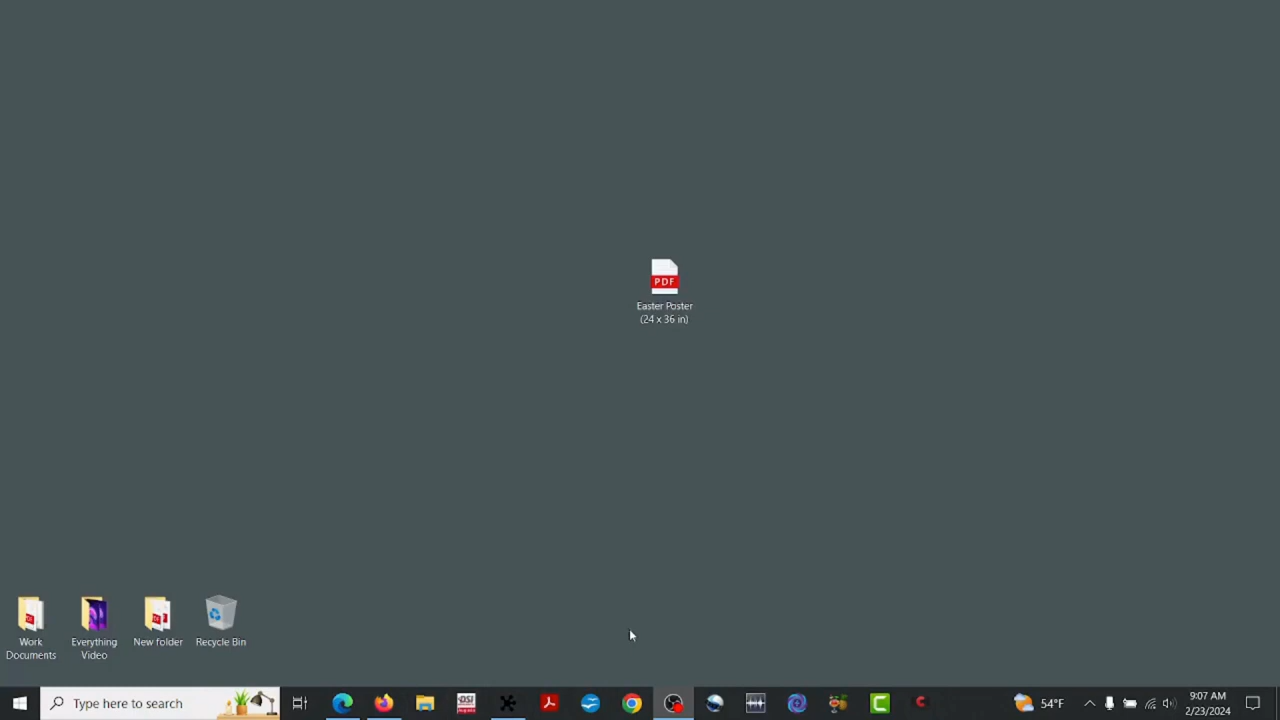 PDF
Easter Poster
(24 x 36 in)
Work
Documents
Everything
Video
New folder
Recycle Bin
Type here to search
54°F
9:07 AM
2/23/2024